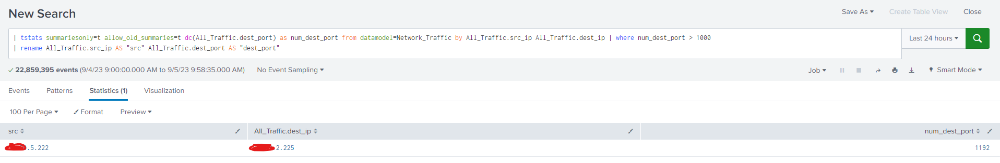 New Search
Save As Create Table View Close
| tstats summariesonly=t allow_old_summaries=t dc(All_Traffic.dest_port) as num_dest_port from datamodel=Network_Traffic by All_Traffic.src_ip All_Traffic.dest_ip | where num_dest_port > 1000
| rename All_Traffic.src_ip AS "src" All_Traffic.dest_port AS "dest_port"
Last 24 hours
22,859,395 events (9/4/23 9:00:00.000 AM to 9/5/23 9:58:35.000 AM) No Event Sampling
Job Smart Mode
Events Patterns Statistics (1) Visualization
100 Per Page Format Preview
src All_Traffic.dest_ip num_dest_port
.5.222 2.225 1192